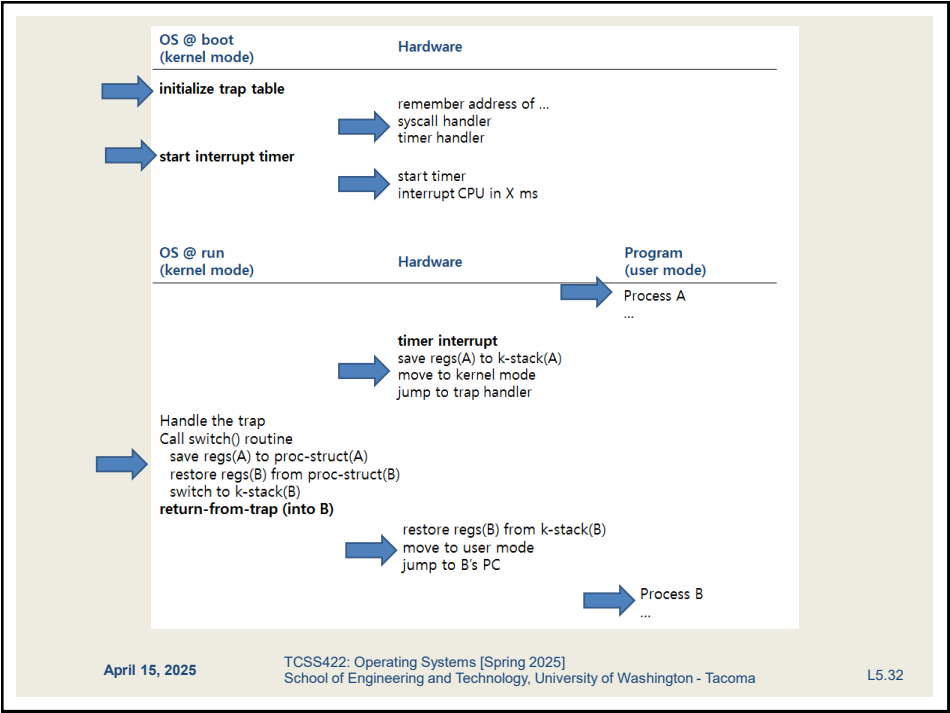 OS @ boot
(kernel mode)
Hardware
initialize trap table
remember address of ...
syscall handler
timer handler
start interrupt timer
start timer
interrupt CPU in X ms
OS @ run
(kernel mode)
Hardware
Program
(user mode)
Process A
...
timer interrupt
save regs(A) to k-stack(A)
move to kernel mode
jump to trap handler
Handle the trap
Call switch() routine
save regs(A) to proc-struct(A)
restore regs(B) from proc-struct(B)
switch to k-stack(B)
return-from-trap (into B)
restore regs(B) from k-stack(B)
move to user mode
jump to B's PC
Process B
...
April 15, 2025
TCSS422: Operating Systems [Spring 2025]
School of Engineering and Technology, University of Washington - Tacoma
L5.32